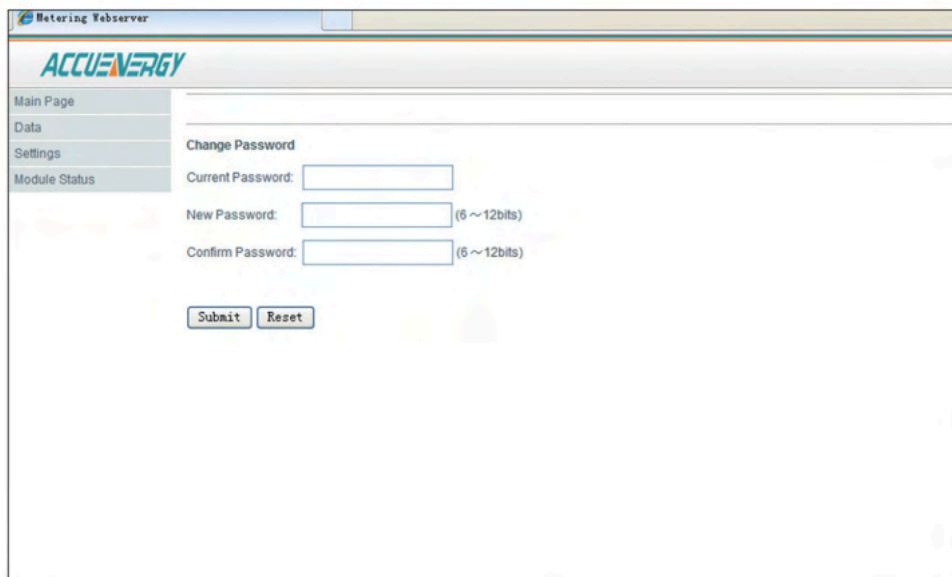 Metering Webserver
ACCUENERGY
Main Page
Data
Settings
Module Status
Change Password
Current Password:
New Password: (6～12bits)
Confirm Password: (6～12bits)
Submit Reset